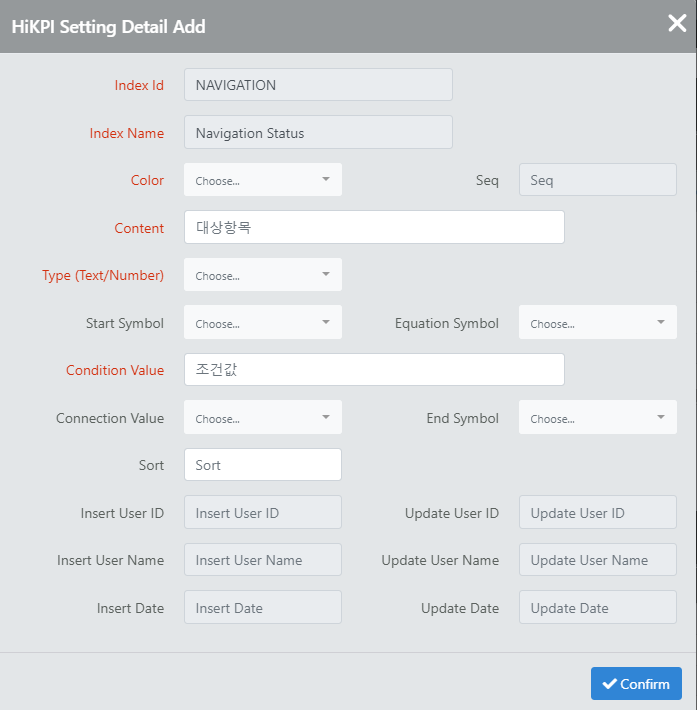 HiKPI Setting Detail Add
Index Id NAVIGATION
Index Name Navigation Status
Color Choose... Seq Seq
Content 대상항목
Type (Text/Number) Choose...
Start Symbol Choose... Equation Symbol Choose...
Condition Value 조건값
Connection Value Choose... End Symbol Choose...
Sort Sort
Insert User ID Insert User ID Update User ID Update User ID
Insert User Name Insert User Name Update User Name Update User Name
Insert Date Insert Date Update Date Update Date
Confirm